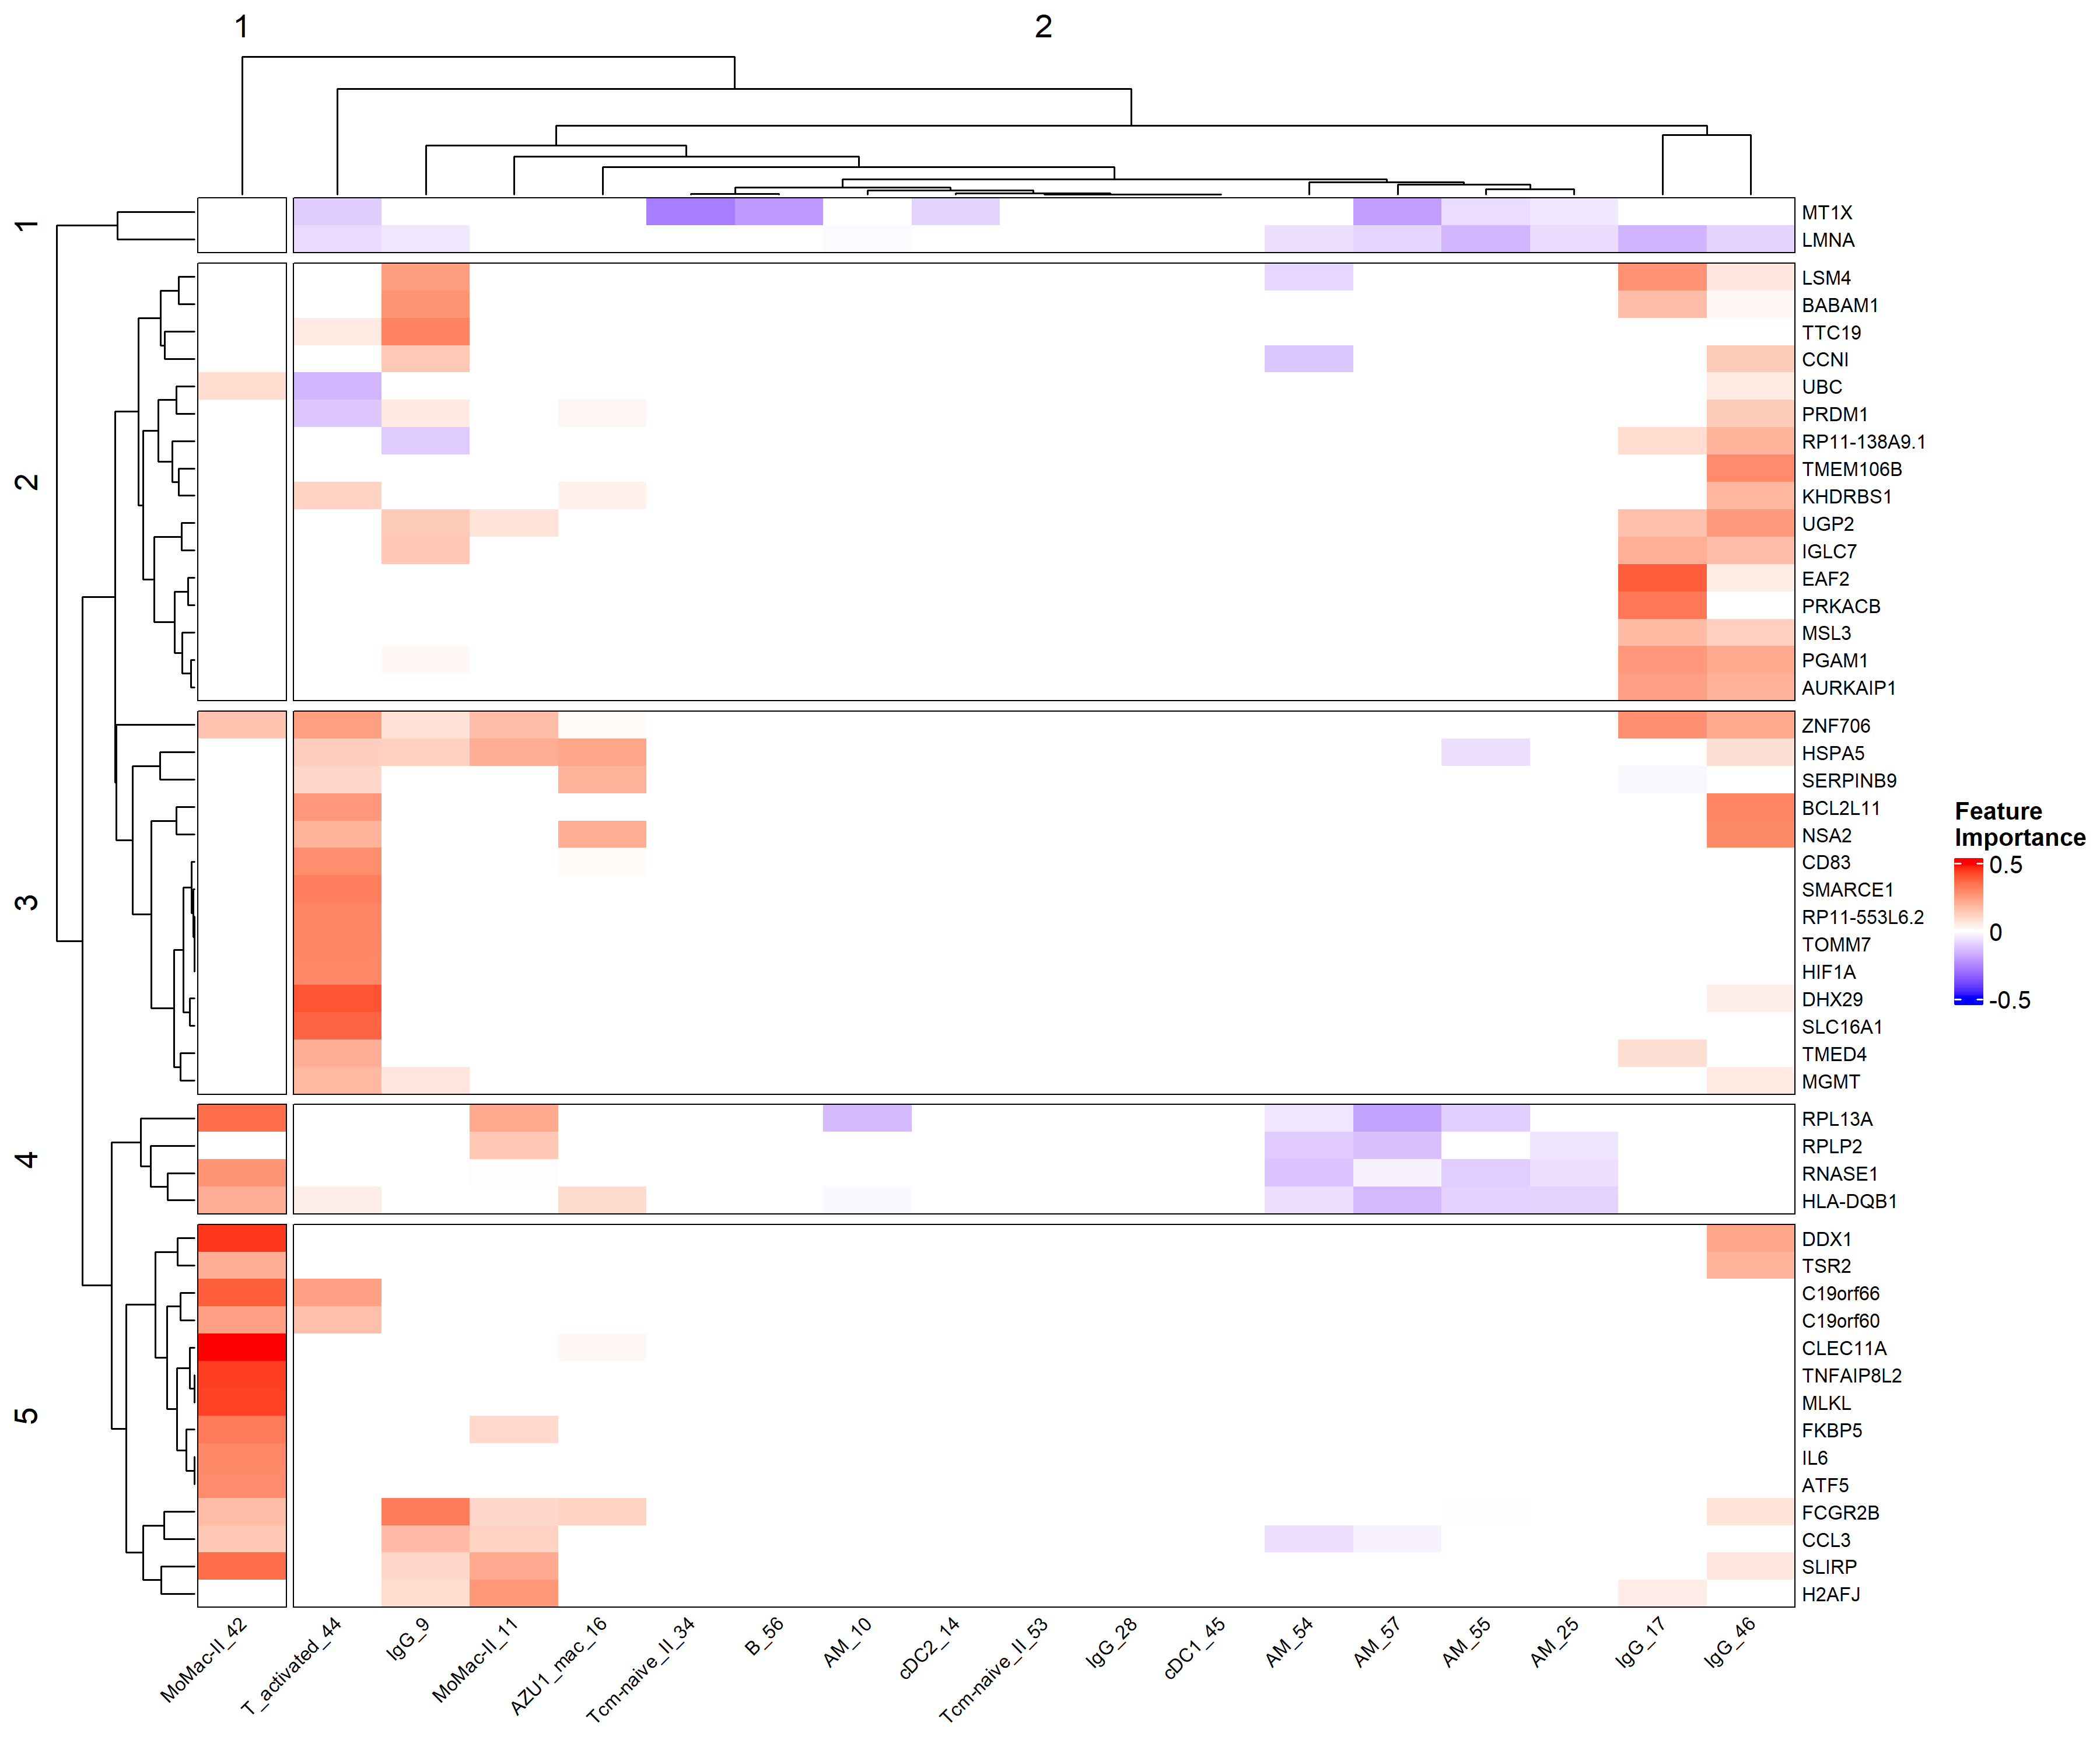 1
2
1
2
3
4
5
MT1X
LMNA
LSM4
BABAM1
TTC19
CCNI
UBC
PRDM1
RP11-138A9.1
TMEM106B
KHDRBS1
UGP2
IGLC7
EAF2
PRKACB
MSL3
PGAM1
AURKAIP1
ZNF706
HSPA5
SERPINB9
BCL2L11
NSA2
CD83
SMARCE1
RP11-553L6.2
TOMM7
HIF1A
DHX29
SLC16A1
TMED4
MGMT
RPL13A
RPLP2
RNASE1
HLA-DQB1
DDX1
TSR2
C19orf66
C19orf60
CLEC11A
TNFAIP8L2
MLKL
FKBP5
IL6
ATF5
FCGR2B
CCL3
SLIRP
H2AFJ
MoMac-II_42
T_activated_44
IgG_9
MoMac-II_11
AZU1_mac_16
Tcm-naive_II_34
B_56
AM_10
cDC2_14
Tcm-naive_II_53
IgG_28
cDC1_45
AM_54
AM_57
AM_55
AM_25
IgG_17
IgG_46
Feature
Importance
0.5
0
-0.5